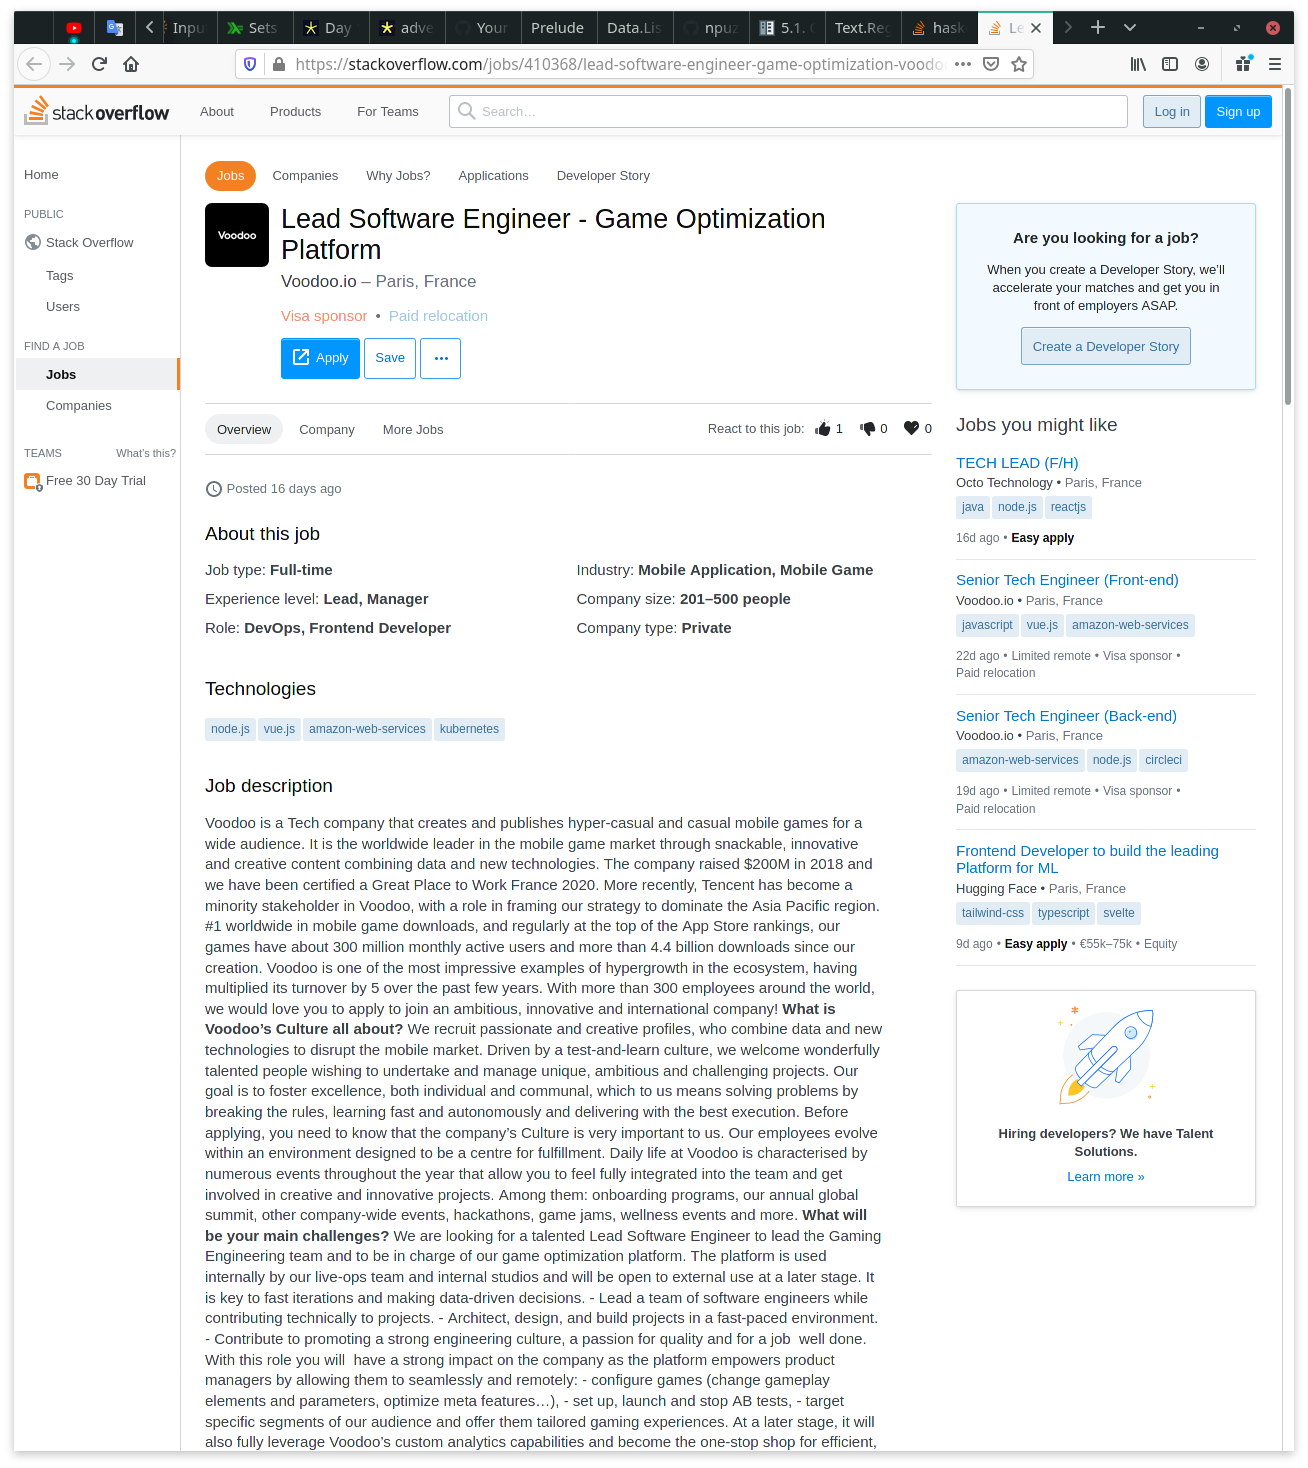 Inpu
Sets
Day
adve
Your
Prelude
Data.Lis
npuz
5.1.
Text.Reg
hask
Le
https://stackoverflow.com/jobs/410368/lead-software-engineer-game-optimization-voodo
stackoverflow
About
Products
For Teams
Search…
Log in
Sign up
Home
PUBLIC
Stack Overflow
Tags
Users
FIND A JOB
Jobs
Companies
TEAMS
What's this?
Free 30 Day Trial
Jobs
Companies
Why Jobs?
Applications
Developer Story
Voodoo
Lead Software Engineer - Game Optimization
Platform
Voodoo.io – Paris, France
Visa sponsor • Paid relocation
Apply
Save
Overview
Company
More Jobs
React to this job:
1
0
0
Posted 16 days ago
About this job
Job type: Full-time
Experience level: Lead, Manager
Role: DevOps, Frontend Developer
Industry: Mobile Application, Mobile Game
Company size: 201–500 people
Company type: Private
Technologies
node.js vue.js amazon-web-services kubernetes
Job description
Voodoo is a Tech company that creates and publishes hyper-casual and casual mobile games for a
wide audience. It is the worldwide leader in the mobile game market through snackable, innovative
and creative content combining data and new technologies. The company raised $200M in 2018 and
we have been certified a Great Place to Work France 2020. More recently, Tencent has become a
minority stakeholder in Voodoo, with a role in framing our strategy to dominate the Asia Pacific region.
#1 worldwide in mobile game downloads, and regularly at the top of the App Store rankings, our
games have about 300 million monthly active users and more than 4.4 billion downloads since our
creation. Voodoo is one of the most impressive examples of hypergrowth in the ecosystem, having
multiplied its turnover by 5 over the past few years. With more than 300 employees around the world,
we would love you to apply to join an ambitious, innovative and international company! What is
Voodoo's Culture all about? We recruit passionate and creative profiles, who combine data and new
technologies to disrupt the mobile market. Driven by a test-and-learn culture, we welcome wonderfully
talented people wishing to undertake and manage unique, ambitious and challenging projects. Our
goal is to foster excellence, both individual and communal, which to us means solving problems by
breaking the rules, learning fast and autonomously and delivering with the best execution. Before
applying, you need to know that the company's Culture is very important to us. Our employees evolve
within an environment designed to be a centre for fulfillment. Daily life at Voodoo is characterised by
numerous events throughout the year that allow you to feel fully integrated into the team and get
involved in creative and innovative projects. Among them: onboarding programs, our annual global
summit, other company-wide events, hackathons, game jams, wellness events and more. What will
be your main challenges? We are looking for a talented Lead Software Engineer to lead the Gaming
Engineering team and to be in charge of our game optimization platform. The platform is used
internally by our live-ops team and internal studios and will be open to external use at a later stage. It
is key to fast iterations and making data-driven decisions. - Lead a team of software engineers while
contributing technically to projects. - Architect, design, and build projects in a fast-paced environment.
- Contribute to promoting a strong engineering culture, a passion for quality and for a job  well done.
With this role you will  have a strong impact on the company as the platform empowers product
managers by allowing them to seamlessly and remotely: - configure games (change gameplay
elements and parameters, optimize meta features…), - set up, launch and stop AB tests, - target
specific segments of our audience and offer them tailored gaming experiences. At a later stage, it will
also fully leverage Voodoo's custom analytics capabilities and become the one-stop shop for efficient,
Are you looking for a job?
When you create a Developer Story, we'll
accelerate your matches and get you in
front of employers ASAP.
Create a Developer Story
Jobs you might like
TECH LEAD (F/H)
Octo Technology • Paris, France
java node.js reactjs
16d ago • Easy apply
Senior Tech Engineer (Front-end)
Voodoo.io • Paris, France
javascript vue.js amazon-web-services
22d ago • Limited remote • Visa sponsor •
Paid relocation
Senior Tech Engineer (Back-end)
Voodoo.io • Paris, France
amazon-web-services node.js circleci
19d ago • Limited remote • Visa sponsor •
Paid relocation
Frontend Developer to build the leading
Platform for ML
Hugging Face • Paris, France
tailwind-css typescript svelte
9d ago • Easy apply • €55k–75k • Equity
Hiring developers? We have Talent
Solutions.
Learn more »